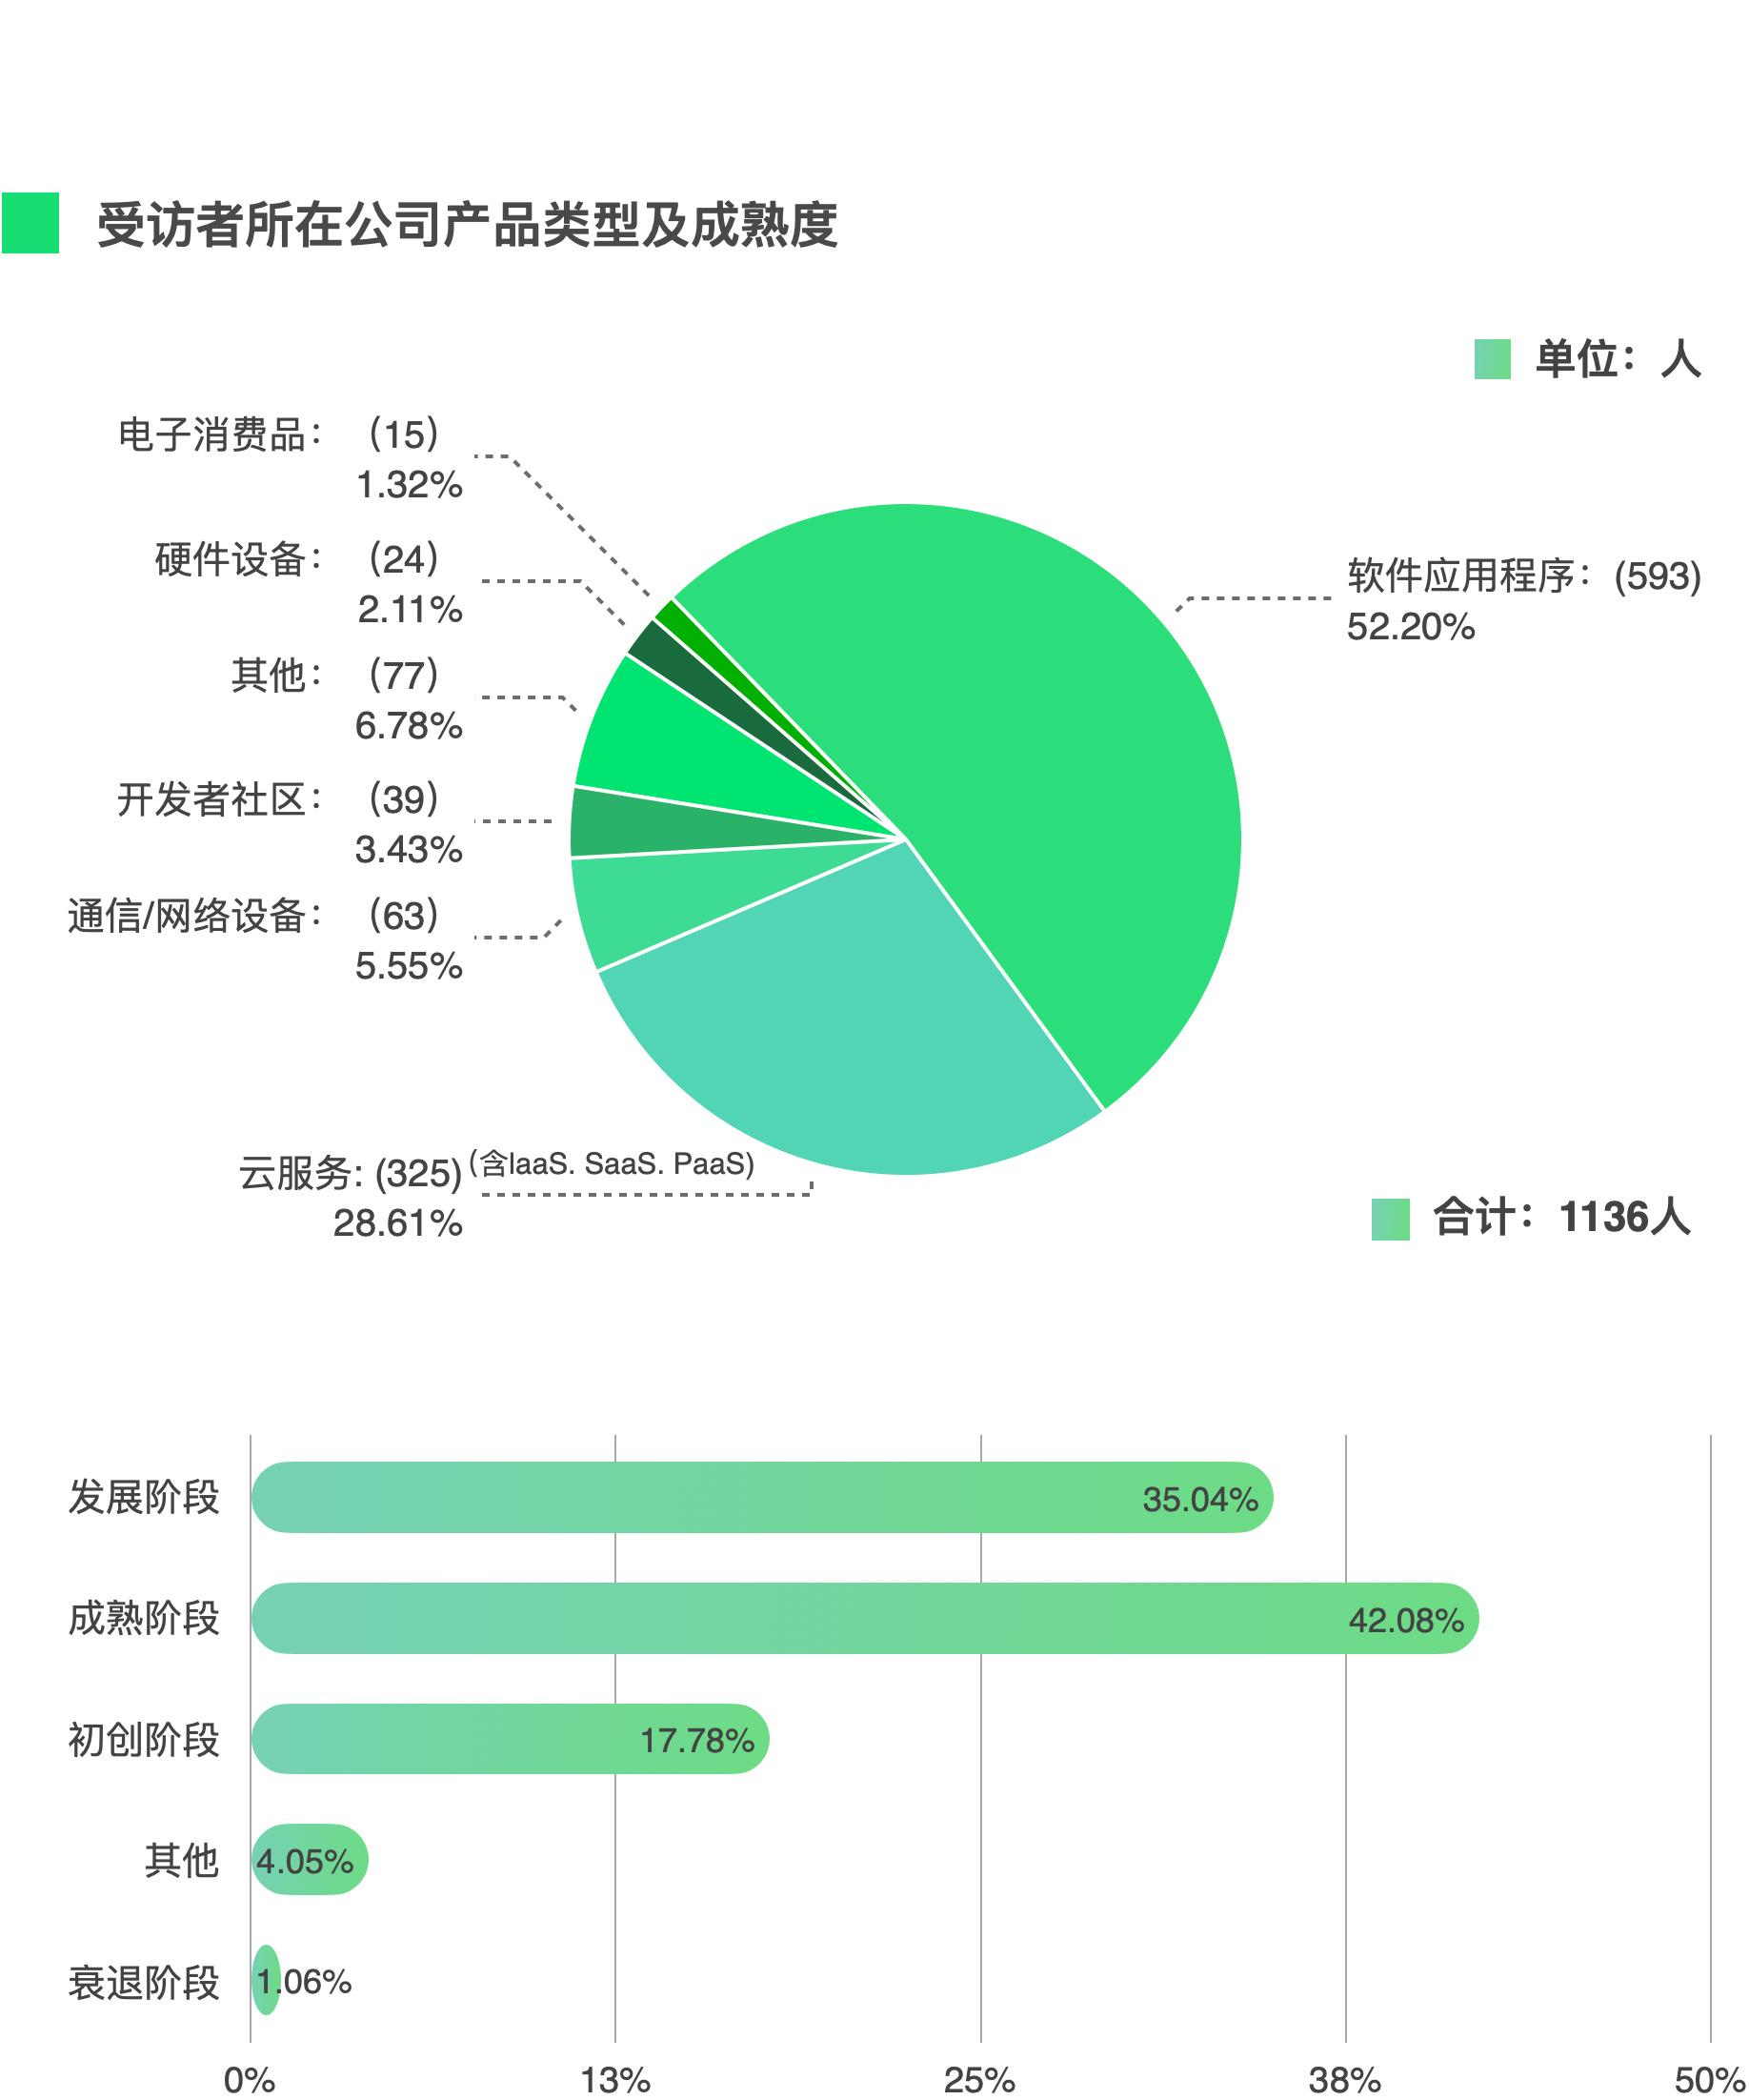 受访者所在公司产品类型及成熟度
单位：人
电子消费品： (15)
1.32%
硬件设备： (24)
2.11%
其他： (77)
6.78%
开发者社区： (39)
3.43%
通信/网络设备： (63)
5.55%
软件应用程序：(593)
52.20%
云服务: (325) (含IaaS. SaaS. PaaS)
28.61%
合计：1136人
发展阶段 35.04%
成熟阶段 42.08%
初创阶段 17.78%
其他 4.05%
衰退阶段 1.06%
0% 13% 25% 38% 50%